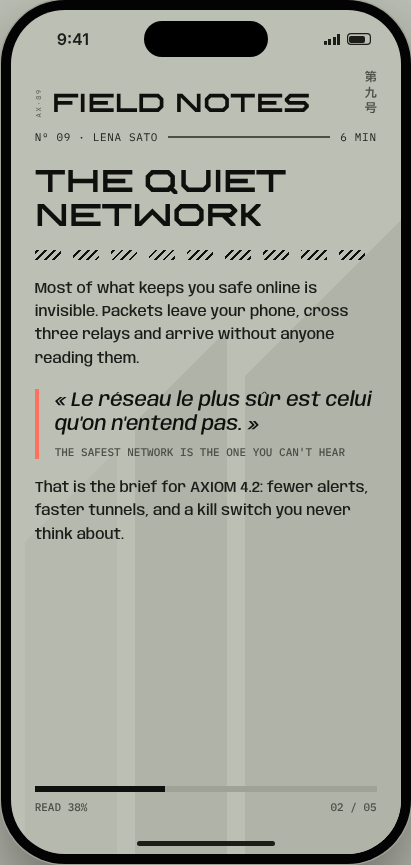 9:41
AX·09
FIELD NOTES
第九号
Nº 09 · LENA SATO
6 MIN
THE QUIET
NETWORK
Most of what keeps you safe online is
invisible. Packets leave your phone, cross
three relays and arrive without anyone
reading them.
« Le réseau le plus sûr est celui
qu'on n'entend pas. »
THE SAFEST NETWORK IS THE ONE YOU CAN'T HEAR
That is the brief for AXIOM 4.2: fewer alerts,
faster tunnels, and a kill switch you never
think about.
READ 38%
02 / 05